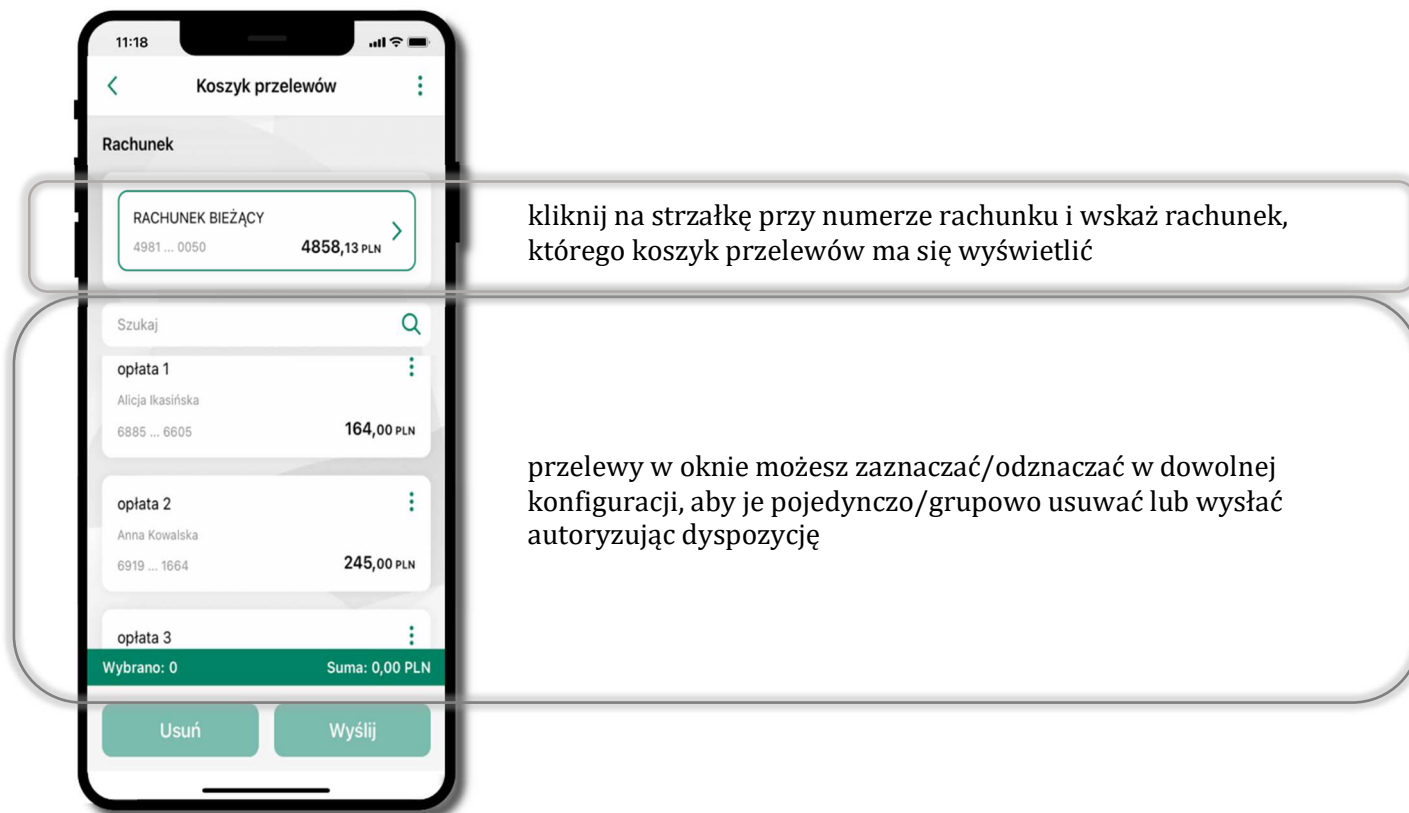 11:18
Koszyk przelewów
Rachunek
RACHUNEK BIEŻĄCY
4981 ... 0050
4858,13 PLN
kliknij na strzałkę przy numerze rachunku i wskaż rachunek,
którego koszyk przelewów ma się wyświetlić
Szukaj
opłata 1
Alicja Ikasińska
6885 ... 6605
164,00 PLN
opłata 2
Anna Kowalska
6919 ... 1664
245,00 PLN
przelewy w oknie możesz zaznaczać/odznaczać w dowolnej
konfiguracji, aby je pojedynczo/grupowo usuwać lub wysłać
autoryzując dyspozycję
opłata 3
Wybrano: 0
Suma: 0,00 PLN
Usuń
Wyślij